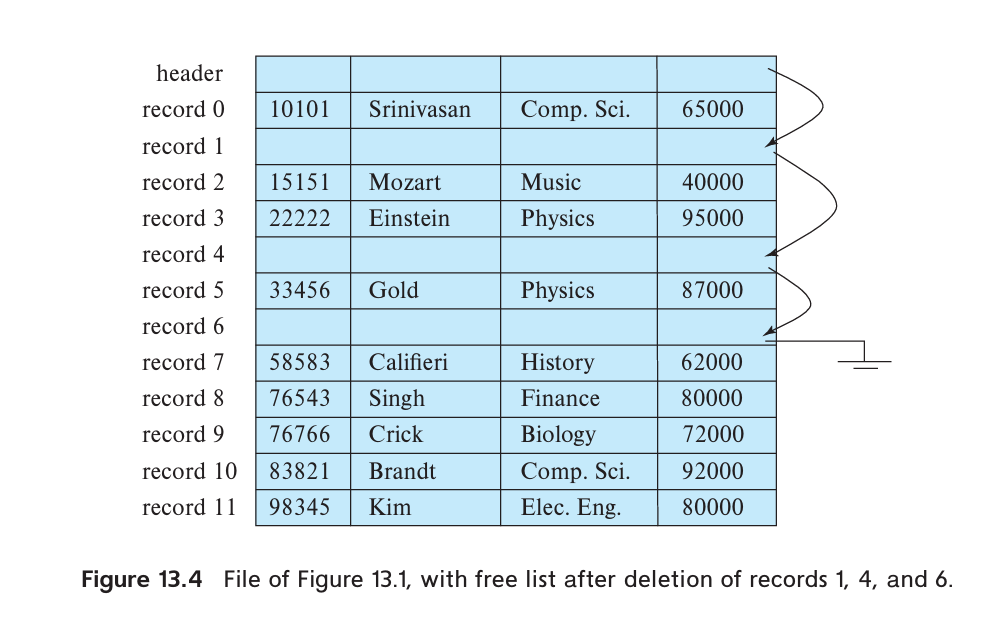 header
record 0 10101 Srinivasan Comp. Sci. 65000
record 1
record 2 15151 Mozart Music 40000
record 3 22222 Einstein Physics 95000
record 4
record 5 33456 Gold Physics 87000
record 6
record 7 58583 Califieri History 62000
record 8 76543 Singh Finance 80000
record 9 76766 Crick Biology 72000
record 10 83821 Brandt Comp. Sci. 92000
record 11 98345 Kim Elec. Eng. 80000
Figure 13.4 File of Figure 13.1, with free list after deletion of records 1, 4, and 6.